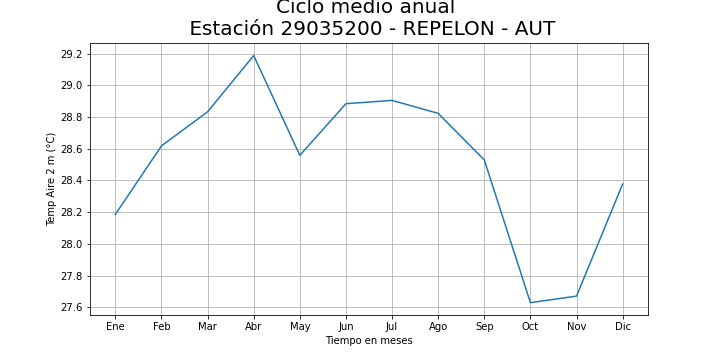 Ciclo medio anual
Estación 29035200 - REPELON - AUT
29.2
29.0
28.8
28.6
28.4
28.2
28.0
27.8
27.6
Temp Aire 2 m (°C)
Ene Feb Mar Abr May Jun Jul Ago Sep Oct Nov Dic
Tiempo en meses